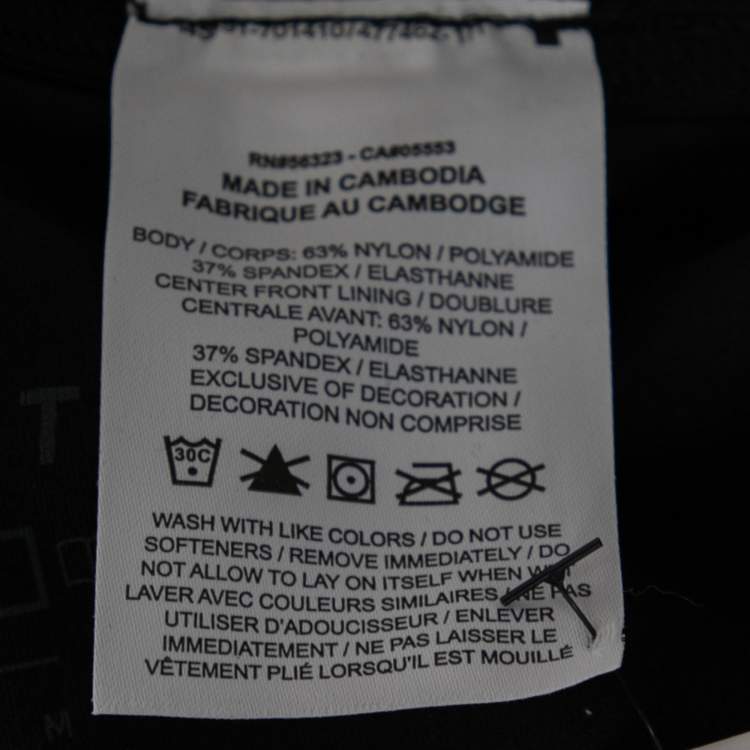 RN#56323 - CA#05553
MADE IN CAMBODIA
FABRIQUE AU CAMBODGE
BODY / CORPS: 63% NYLON / POLYAMIDE
37% SPANDEX / ELASTHANNE
CENTER FRONT LINING / DOUBLURE
CENTRALE AVANT: 63% NYLON /
POLYAMIDE
37% SPANDEX / ELASTHANNE
EXCLUSIVE OF DECORATION /
DECORATION NON COMPRISE
30C
WASH WITH LIKE COLORS / DO NOT USE
SOFTENERS / REMOVE IMMEDIATELY / DO
NOT ALLOW TO LAY ON ITSELF WHEN WET
LAVER AVEC COULEURS SIMILAIRES / NE PAS
UTILISER D'ADOUCISSEUR / ENLEVER
IMMEDIATEMENT / NE PAS LAISSER LE
VÊTEMENT PLIÉ LORSQU'IL EST MOUILLÉ
T
M